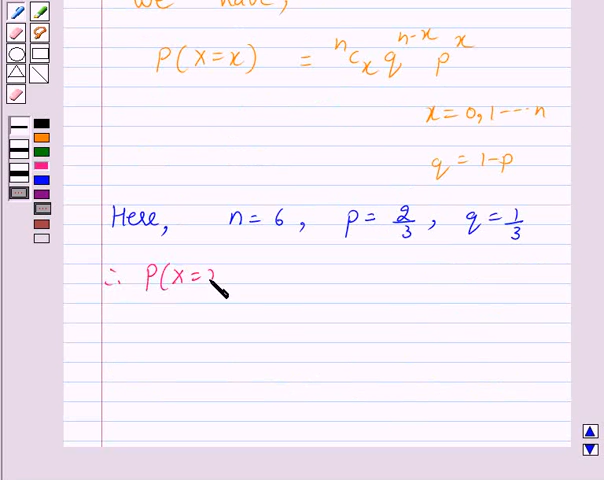 we have,
P(X=x) = ⁿCₓ qⁿ⁻ˣ pˣ
x = 0, 1 ---- n
q = 1-p
Here, n = 6, p = 2/3, q = 1/3
∴ P(X =